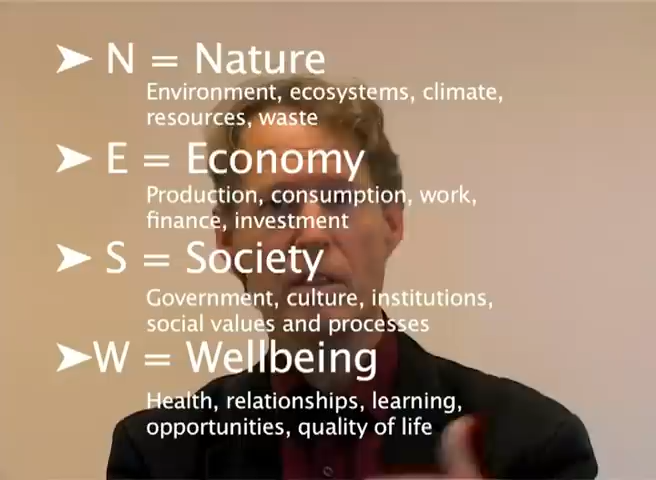 ➤ N = Nature
Environment, ecosystems, climate,
resources, waste
➤ E = Economy
Production, consumption, work,
finance, investment
➤ S = Society
Government, culture, institutions,
social values and processes
➤W = Wellbeing
Health, relationships, learning,
opportunities, quality of life